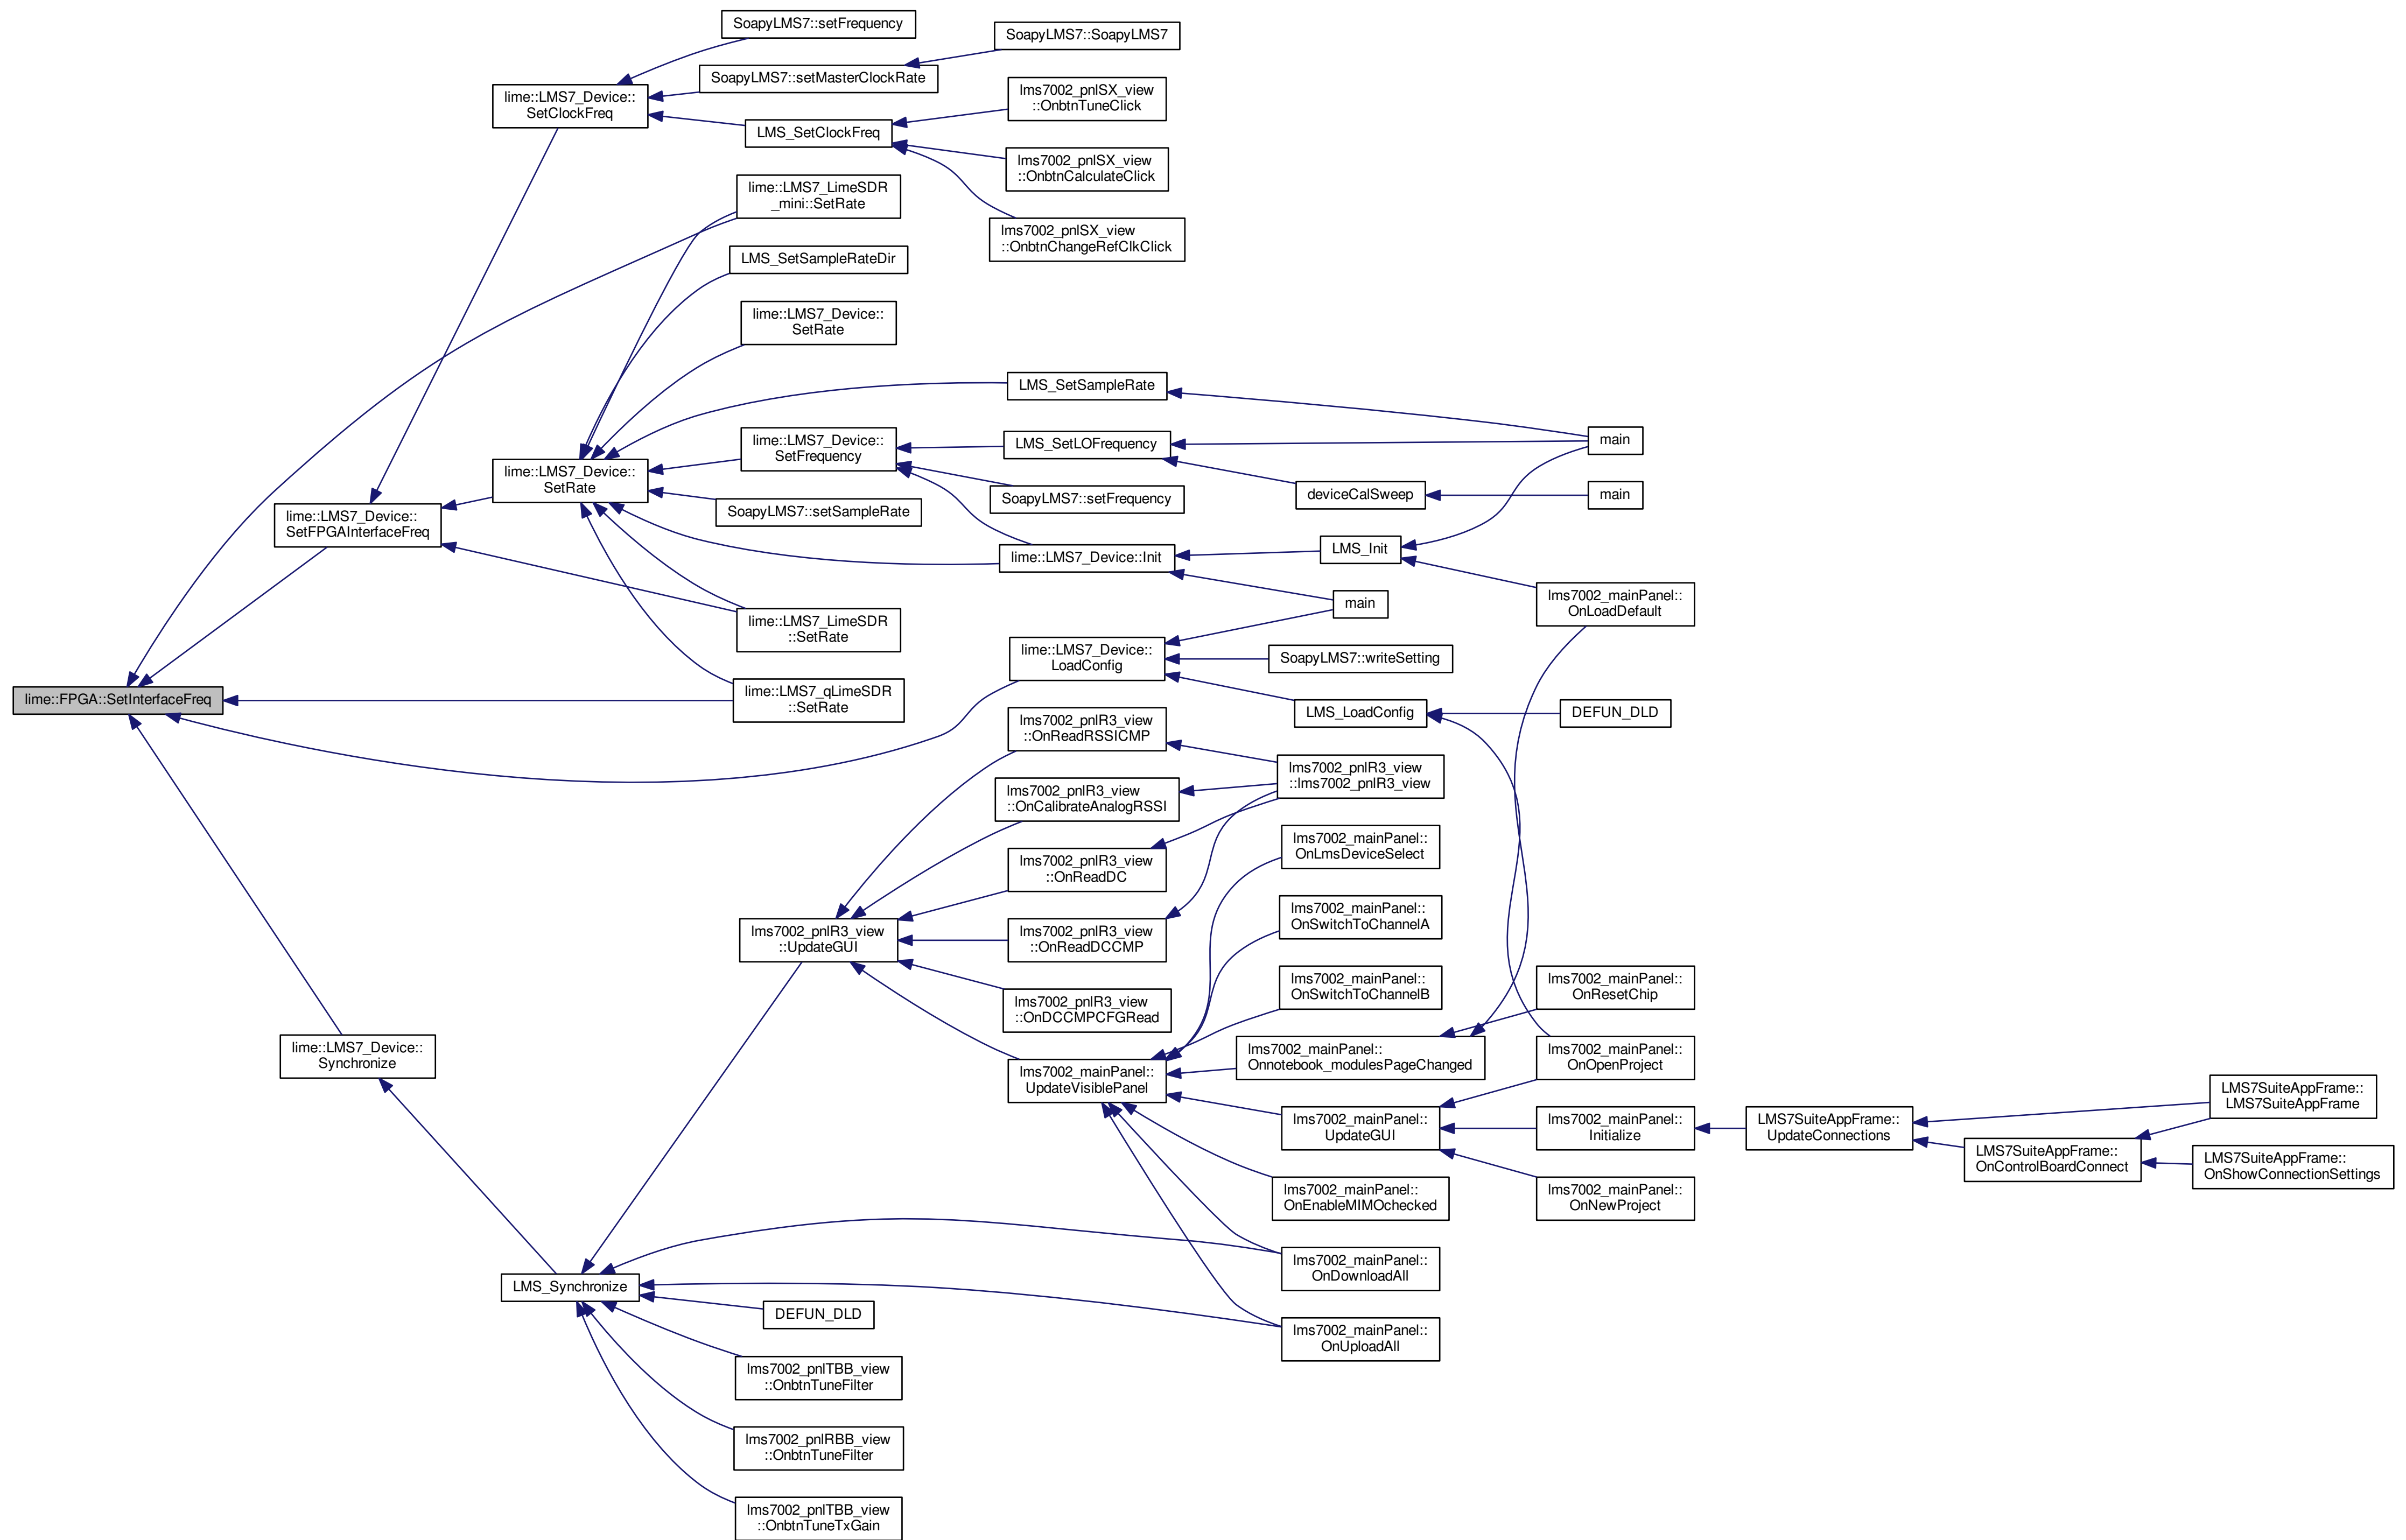 SoapyLMS7::setFrequency
SoapyLMS7::SoapyLMS7
SoapyLMS7::setMasterClockRate
lime::LMS7_Device::
SetClockFreq
lms7002_pnlSX_view
::OnbtnTuneClick
LMS_SetClockFreq
lms7002_pnlSX_view
::OnbtnCalculateClick
lime::LMS7_LimeSDR
_mini::SetRate
lms7002_pnlSX_view
::OnbtnChangeRefClkClick
LMS_SetSampleRateDir
lime::LMS7_Device::
SetRate
LMS_SetSampleRate
lime::LMS7_Device::
SetFrequency
LMS_SetLOFrequency
main
lime::LMS7_Device::
SetRate
SoapyLMS7::setFrequency
deviceCalSweep
main
SoapyLMS7::setSampleRate
lime::LMS7_Device::
SetFPGAInterfaceFreq
lime::LMS7_Device::Init
LMS_Init
lms7002_mainPanel::
OnLoadDefault
main
lime::LMS7_LimeSDR
::SetRate
lime::LMS7_Device::
LoadConfig
SoapyLMS7::writeSetting
lime::FPGA::SetInterfaceFreq
lime::LMS7_qLimeSDR
::SetRate
LMS_LoadConfig
DEFUN_DLD
lms7002_pnlR3_view
::OnReadRSSICMP
lms7002_pnlR3_view
::lms7002_pnlR3_view
lms7002_pnlR3_view
::OnCalibrateAnalogRSSI
lms7002_mainPanel::
OnLmsDeviceSelect
lms7002_pnlR3_view
::OnReadDC
lms7002_mainPanel::
OnSwitchToChannelA
lms7002_pnlR3_view
::UpdateGUI
lms7002_pnlR3_view
::OnReadDCCMP
lms7002_mainPanel::
OnSwitchToChannelB
lms7002_mainPanel::
OnResetChip
lms7002_pnlR3_view
::OnDCCMPCFGRead
lime::LMS7_Device::
Synchronize
lms7002_mainPanel::
Onnotebook_modulesPageChanged
lms7002_mainPanel::
OnOpenProject
lms7002_mainPanel::
UpdateVisiblePanel
LMS7SuiteAppFrame::
LMS7SuiteAppFrame
lms7002_mainPanel::
UpdateGUI
lms7002_mainPanel::
Initialize
LMS7SuiteAppFrame::
UpdateConnections
LMS7SuiteAppFrame::
OnControlBoardConnect
LMS7SuiteAppFrame::
OnShowConnectionSettings
lms7002_mainPanel::
OnEnableMIMOchecked
lms7002_mainPanel::
OnNewProject
lms7002_mainPanel::
OnDownloadAll
LMS_Synchronize
DEFUN_DLD
lms7002_mainPanel::
OnUploadAll
lms7002_pnlTBB_view
::OnbtnTuneFilter
lms7002_pnlRBB_view
::OnbtnTuneFilter
lms7002_pnlTBB_view
::OnbtnTuneTxGain